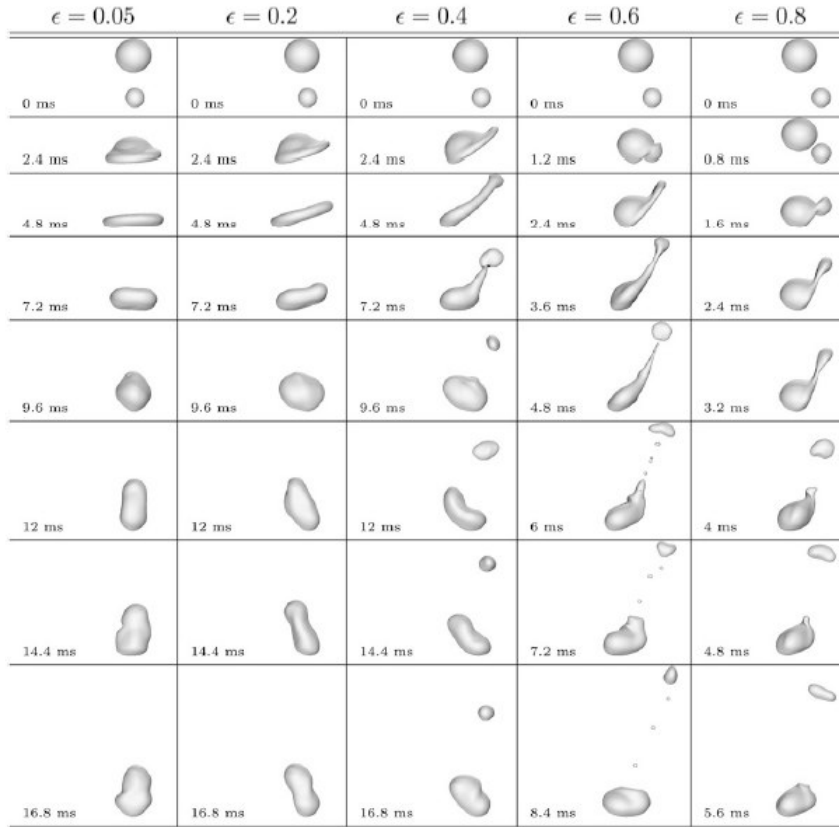 ϵ = 0.05 ϵ = 0.2 ϵ = 0.4 ϵ = 0.6 ϵ = 0.8
0 ms 0 ms 0 ms 0 ms 0 ms
2.4 ms 2.4 ms 2.4 ms 1.2 ms 0.8 ms
4.8 ms 4.8 ms 4.8 ms 2.4 ms 1.6 ms
7.2 ms 7.2 ms 7.2 ms 3.6 ms 2.4 ms
9.6 ms 9.6 ms 9.6 ms 4.8 ms 3.2 ms
12 ms 12 ms 12 ms 6 ms 4 ms
14.4 ms 14.4 ms 14.4 ms 7.2 ms 4.8 ms
16.8 ms 16.8 ms 16.8 ms 8.4 ms 5.6 ms